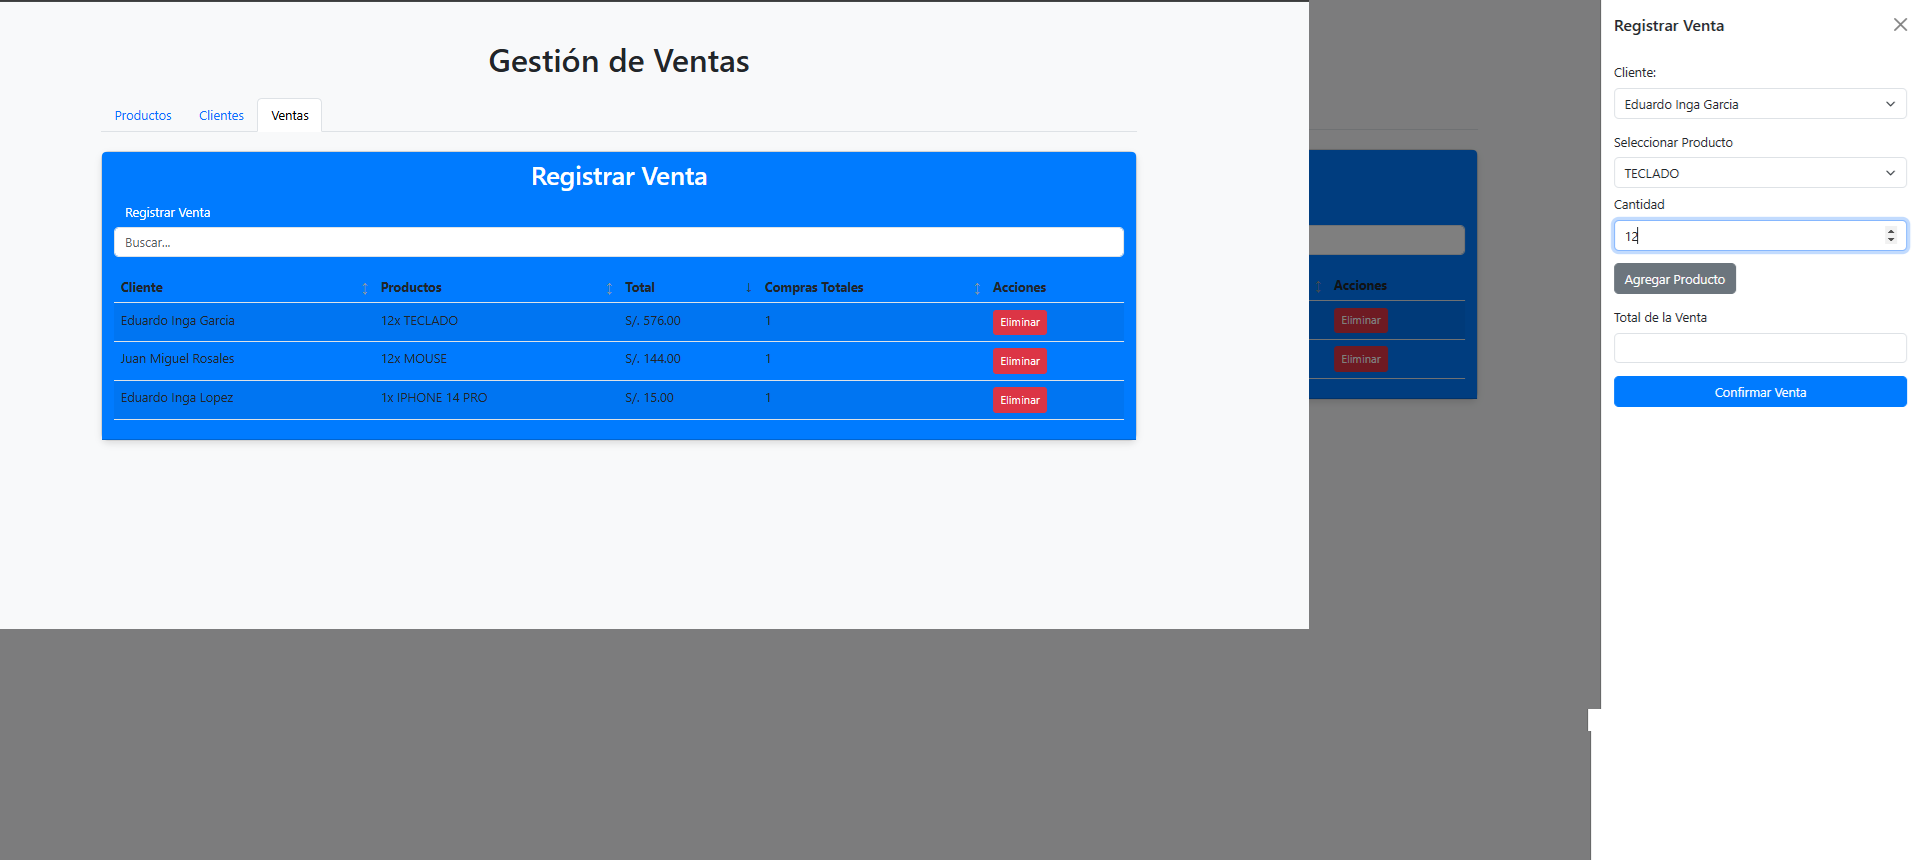 Gestión de Ventas
Productos Clientes Ventas
Registrar Venta
Registrar Venta
Buscar...
Cliente Productos Total Compras Totales Acciones
Eduardo Inga Garcia 12x TECLADO S/. 576.00 1 Eliminar
Juan Miguel Rosales 12x MOUSE S/. 144.00 1 Eliminar
Eduardo Inga Lopez 1x IPHONE 14 PRO S/. 15.00 1 Eliminar
Acciones
Eliminar
Eliminar
Registrar Venta
Cliente:
Eduardo Inga Garcia
Seleccionar Producto
TECLADO
Cantidad
12
Agregar Producto
Total de la Venta
Confirmar Venta